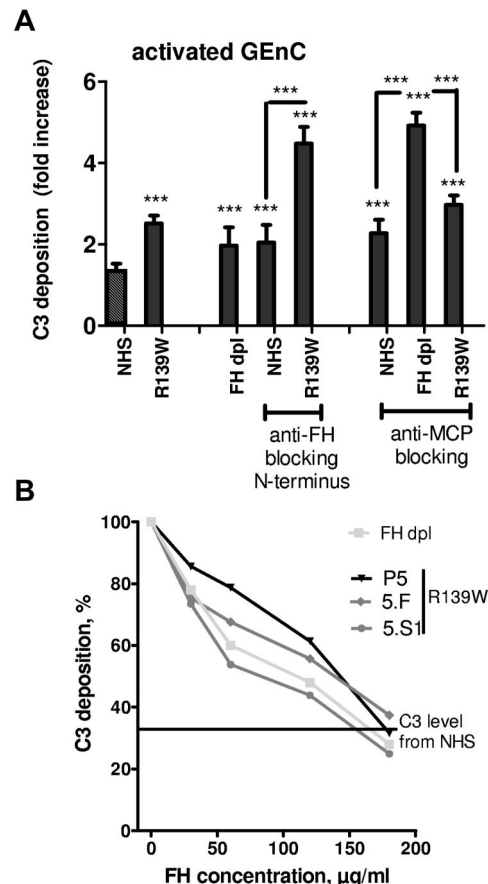 A
activated GEnC
C3 deposition (fold increase)
6
4
2
0
***
***
***
***
***
***
***
***
***
***
NHS
R139W
FH dpl
NHS
R139W
NHS
FH dpl
R139W
anti-FH
blocking
N-terminus
anti-MCP
blocking
B
C3 deposition, %
100
80
60
40
20
0
FH dpl
P5
5.F
5.S1
R139W
C3 level
from NHS
0 50 100 150 200
FH concentration, µg/ml